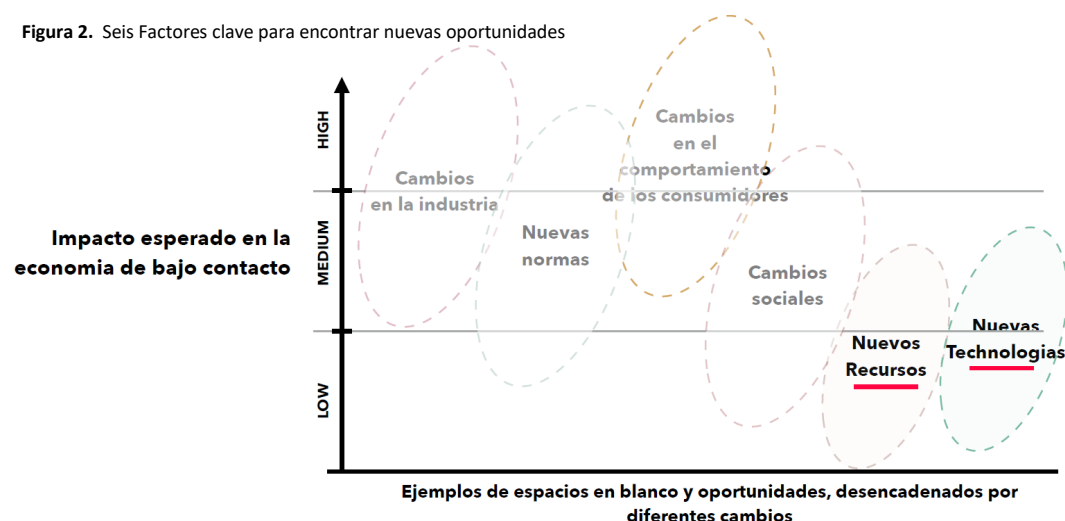 Figura 2. Seis Factores clave para encontrar nuevas oportunidades
HIGH
MEDIUM
LOW
Impacto esperado en la
economia de bajo contacto
Cambios
en la industria
Nuevas
normas
Cambios
en el
comportamiento
de los consumidores
Cambios
sociales
Nuevos
Recursos
Nuevas
Technologias
Ejemplos de espacios en blanco y oportunidades, desencadenados por
diferentes cambios